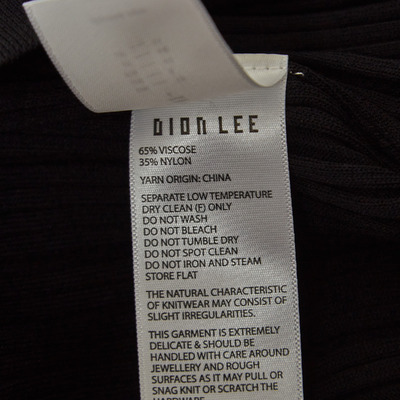 DION LEE
65% VISCOSE
35% NYLON
YARN ORIGIN: CHINA
SEPARATE LOW TEMPERATURE
DRY CLEAN Ⓕ ONLY
DO NOT WASH
DO NOT BLEACH
DO NOT TUMBLE DRY
DO NOT SPOT CLEAN
DO NOT IRON AND STEAM
STORE FLAT
THE NATURAL CHARACTERISTIC
OF KNITWEAR MAY CONSIST OF
SLIGHT IRREGULARITIES.
THIS GARMENT IS EXTREMELY
DELICATE & SHOULD BE
HANDLED WITH CARE AROUND
JEWELLERY AND ROUGH
SURFACES AS IT MAY PULL OR
SNAG KNIT OR SCRATCH THE
HARDWARE